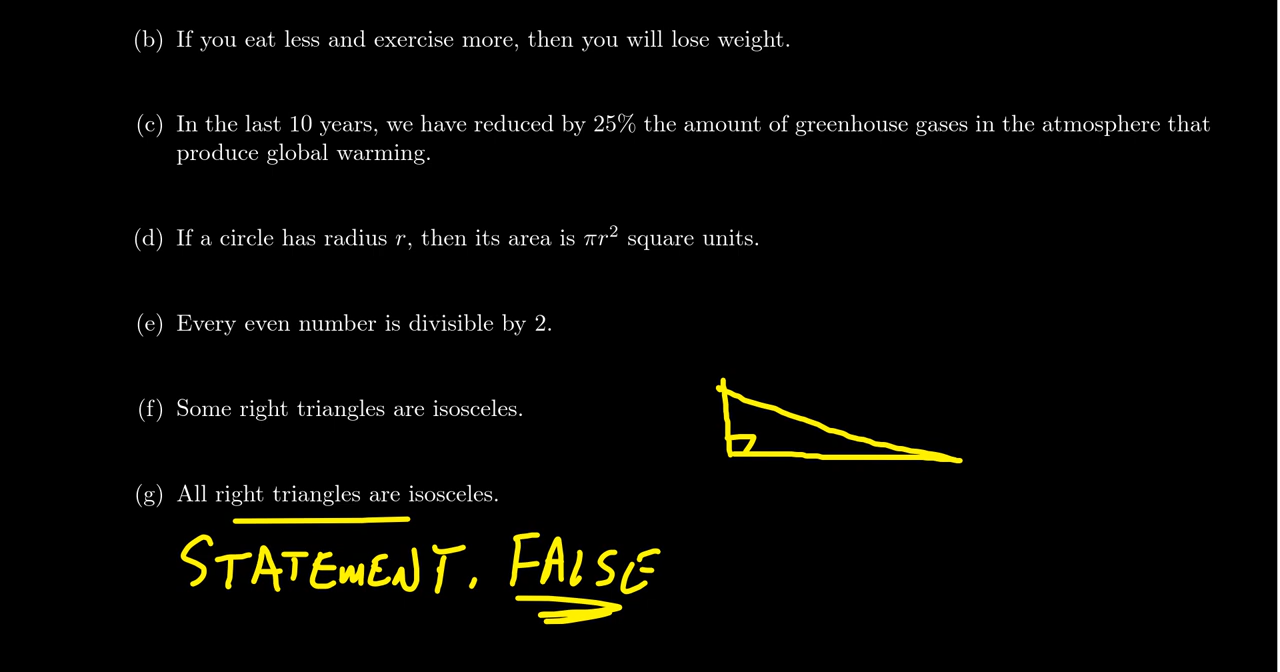 (b) If you eat less and exercise more, then you will lose weight.
(c) In the last 10 years, we have reduced by 25% the amount of greenhouse gases in the atmosphere that
produce global warming.
(d) If a circle has radius r, then its area is πr² square units.
(e) Every even number is divisible by 2.
(f) Some right triangles are isosceles.
(g) All right triangles are isosceles.
STATEMENT. FALSE